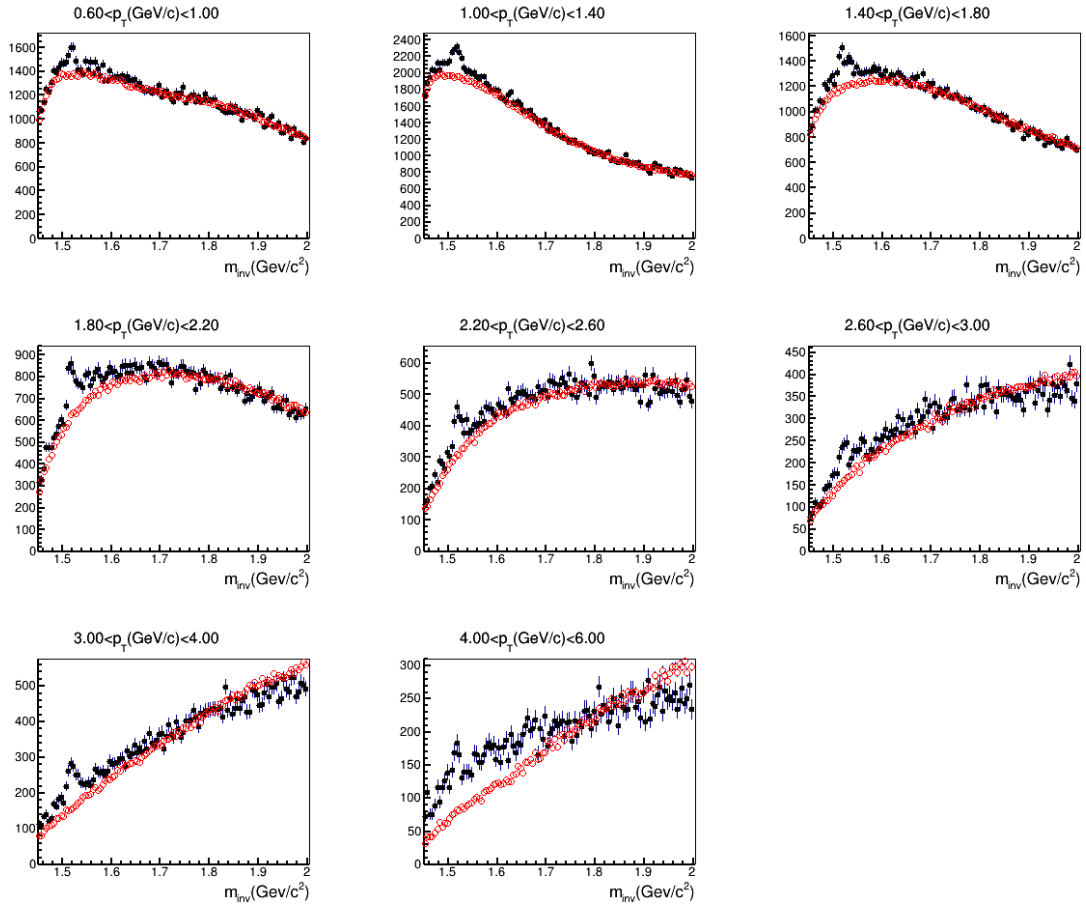 0.60<p_T(GeV/c)<1.00
1600
1400
1200
1000
800
600
400
200
0
1.5 1.6 1.7 1.8 1.9 2
m_inv(Gev/c²)
1.00<p_T(GeV/c)<1.40
2400
2200
2000
1800
1600
1400
1200
1000
800
600
400
200
0
1.5 1.6 1.7 1.8 1.9 2
m_inv(Gev/c²)
1.40<p_T(GeV/c)<1.80
1600
1400
1200
1000
800
600
400
200
0
1.5 1.6 1.7 1.8 1.9 2
m_inv(Gev/c²)
1.80<p_T(GeV/c)<2.20
900
800
700
600
500
400
300
200
100
0
1.5 1.6 1.7 1.8 1.9 2
m_inv(Gev/c²)
2.20<p_T(GeV/c)<2.60
600
500
400
300
200
100
0
1.5 1.6 1.7 1.8 1.9 2
m_inv(Gev/c²)
2.60<p_T(GeV/c)<3.00
450
400
350
300
250
200
150
100
50
0
1.5 1.6 1.7 1.8 1.9 2
m_inv(Gev/c²)
3.00<p_T(GeV/c)<4.00
500
400
300
200
100
0
1.5 1.6 1.7 1.8 1.9 2
m_inv(Gev/c²)
4.00<p_T(GeV/c)<6.00
300
250
200
150
100
50
0
1.5 1.6 1.7 1.8 1.9 2
m_inv(Gev/c²)